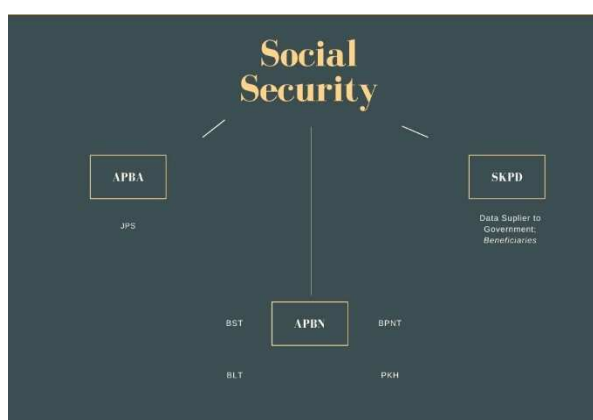 Social
Security
APBA
SKPD
JPS
Data Suplier to
Government;
Beneficiaries
BST
APBN
BPNT
BLT
PKH